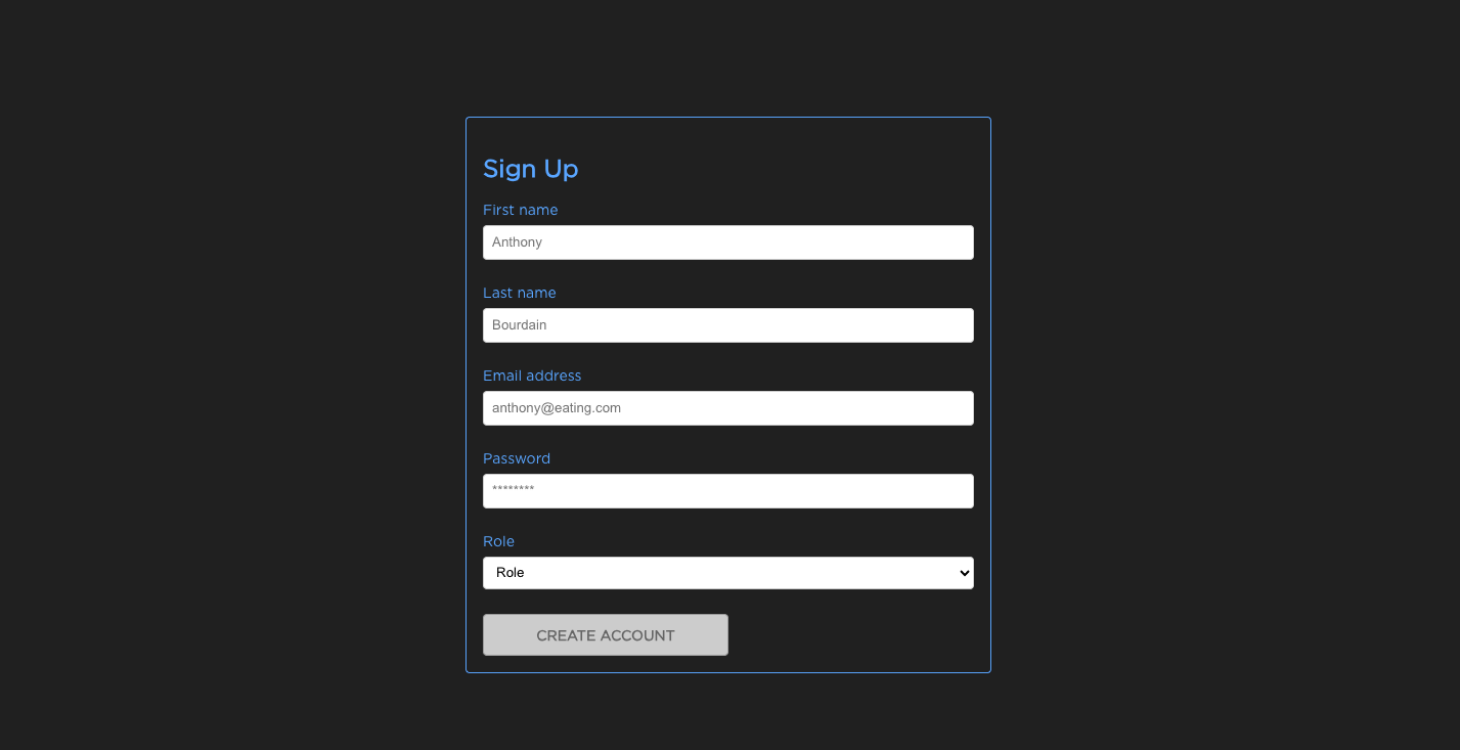 Sign Up
First name
Anthony
Last name
Bourdain
Email address
anthony@eating.com
Password
********
Role
Role
CREATE ACCOUNT